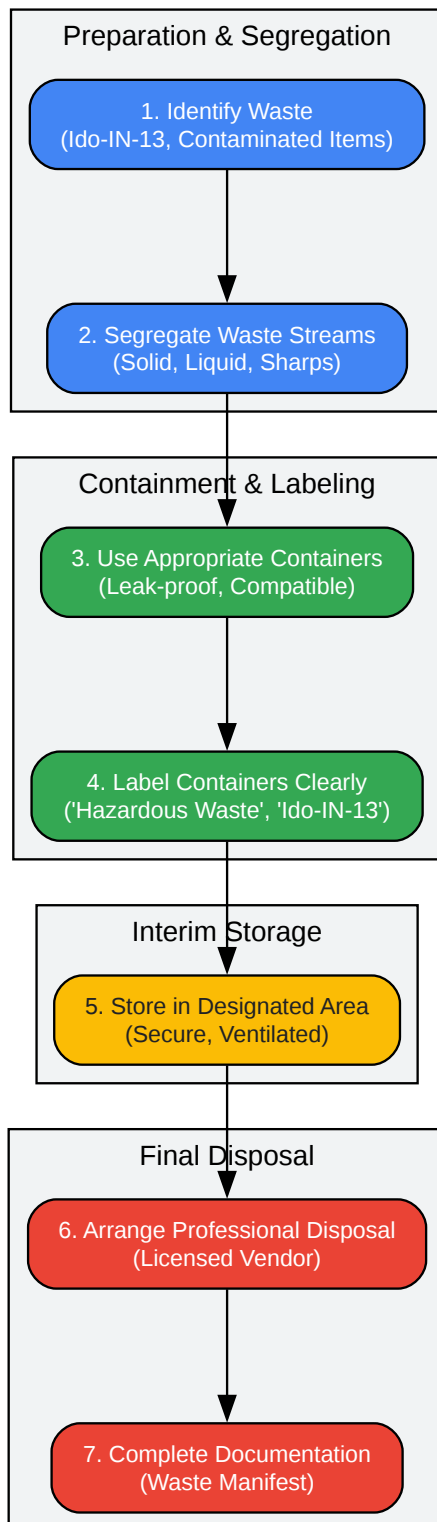 Preparation & Segregation
1. Identify Waste
(Ido-IN-13, Contaminated Items)
2. Segregate Waste Streams
(Solid, Liquid, Sharps)
Containment & Labeling
3. Use Appropriate Containers
(Leak-proof, Compatible)
4. Label Containers Clearly
('Hazardous Waste', 'Ido-IN-13')
Interim Storage
5. Store in Designated Area
(Secure, Ventilated)
Final Disposal
6. Arrange Professional Disposal
(Licensed Vendor)
7. Complete Documentation
(Waste Manifest)